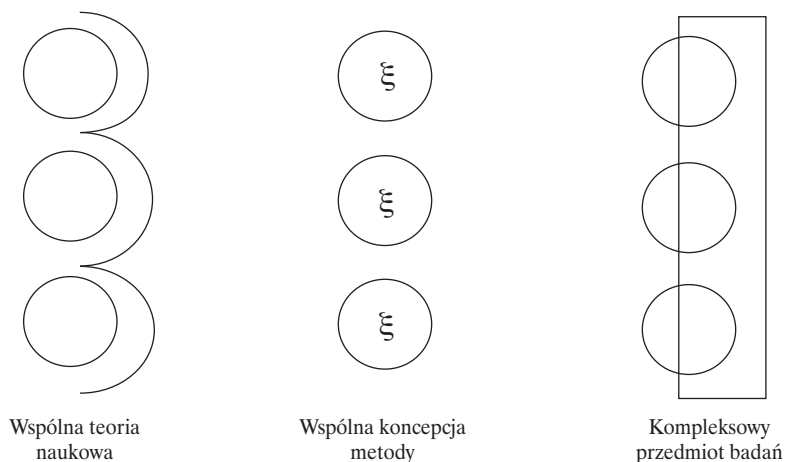 ξ
ξ
ξ
Wspólna teoria
naukowa
Wspólna koncepcja
metody
Kompleksowy
przedmiot badań